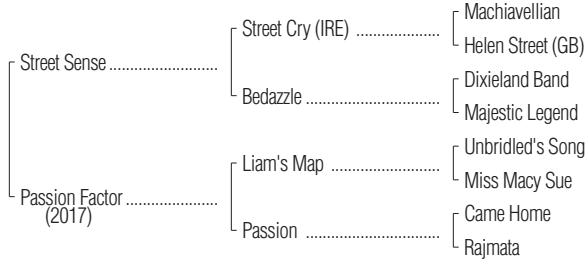 Machiavellian
Street Cry (IRE) ..................
Helen Street (GB)
Street Sense ..........................
Dixieland Band
Bedazzle .............................
Majestic Legend
Unbridled's Song
Liam's Map ........................
Miss Macy Sue
Passion Factor ......................
(2017)
Came Home
Passion .............................
Rajmata